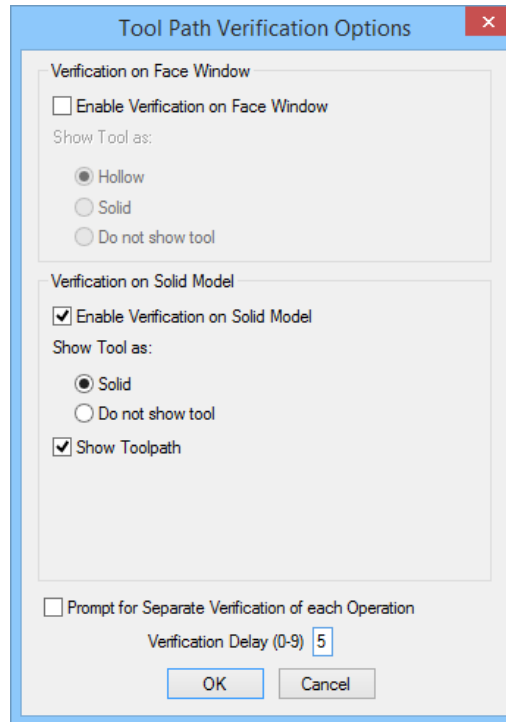 Tool Path Verification Options
Verification on Face Window
Enable Verification on Face Window
Show Tool as:
Hollow
Solid
Do not show tool
Verification on Solid Model
Enable Verification on Solid Model
Show Tool as:
Solid
Do not show tool
Show Toolpath
Prompt for Separate Verification of each Operation
Verification Delay (0-9) 5
OK Cancel